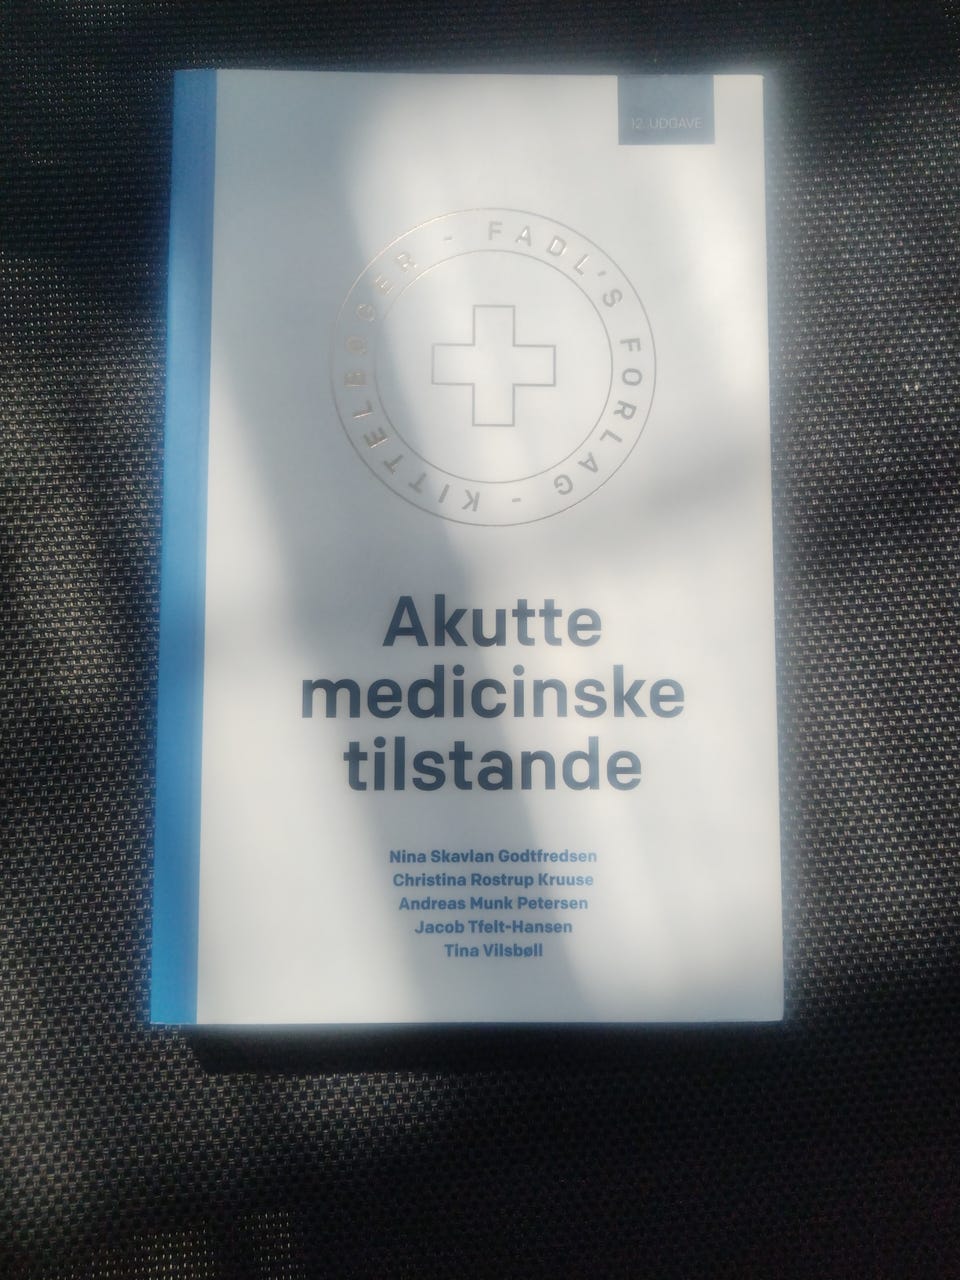 12. UDGAVE
FADL'S FORLAG - KITTELBØGER -
Akutte
medicinske
tilstande
Nina Skavlan Godtfredsen
Christina Rostrup Kruuse
Andreas Munk Petersen
Jacob Tfelt-Hansen
Tina Vilsbøll